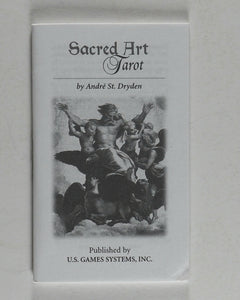 Sacred Art
Tarot
by André St. Dryden
Published by
U.S. GAMES SYSTEMS, INC.